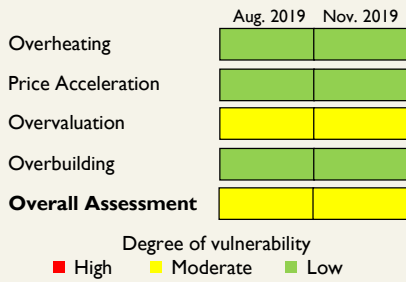 Aug. 2019 Nov. 2019
Overheating
Price Acceleration
Overvaluation
Overbuilding
Overall Assessment
Degree of vulnerability
High Moderate Low